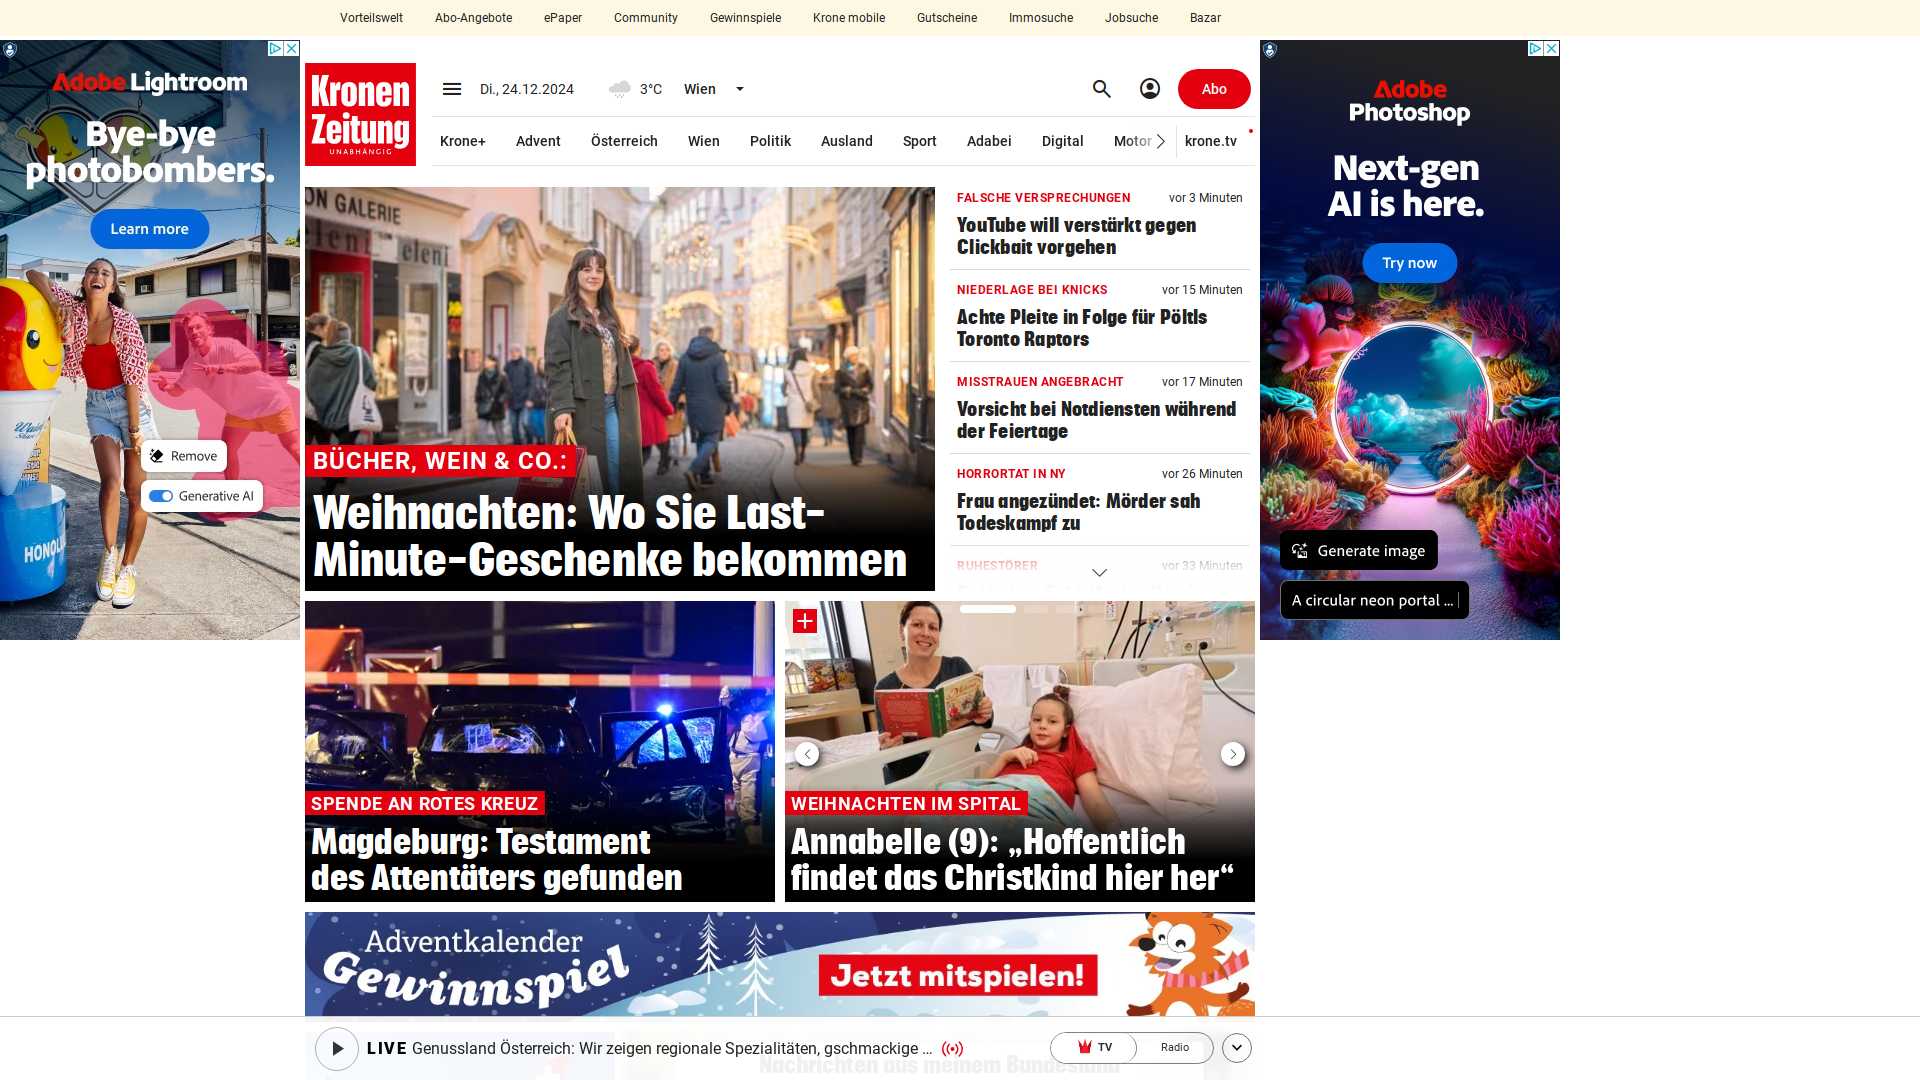 Vorteilswelt
Abo-Angebote
ePaper
Community
Gewinnspiele
Krone mobile
Gutscheine
Immosuche
Jobsuche
Bazar
Adobe Lightroom
Bye-bye
photobombers.
Learn more
Remove
Generative AI
Kronen
Zeitung
UNABHÄNGIG
Di., 24.12.2024
3°C
Wien
Abo
Krone+
Advent
Österreich
Wien
Politik
Ausland
Sport
Adabei
Digital
Motor
krone.tv
GALERIE
eleni
BÜCHER, WEIN & CO.:
Weihnachten: Wo Sie Last-
Minute-Geschenke bekommen
FALSCHE VERSPRECHUNGEN
vor 3 Minuten
YouTube will verstärkt gegen
Clickbait vorgehen
NIEDERLAGE BEI KNICKS
vor 15 Minuten
Achte Pleite in Folge für Pöltls
Toronto Raptors
MISSTRAUEN ANGEBRACHT
vor 17 Minuten
Vorsicht bei Notdiensten während
der Feiertage
HORRORTAT IN NY
vor 26 Minuten
Frau angezündet: Mörder sah
Todeskampf zu
RUHESTÖRER
vor 33 Minuten
Adobe
Photoshop
Next-gen
AI is here.
Try now
Generate image
A circular neon portal ...
SPENDE AN ROTES KREUZ
Magdeburg: Testament
des Attentäters gefunden
WEIHNACHTEN IM SPITAL
Annabelle (9): „Hoffentlich
findet das Christkind hier her“
Adventkalender
Gewinnspiel
Jetzt mitspielen!
LIVE Genussland Österreich: Wir zeigen regionale Spezialitäten, gschmackige ...
TV
Radio
Nachrichten aus meinem Bundesland